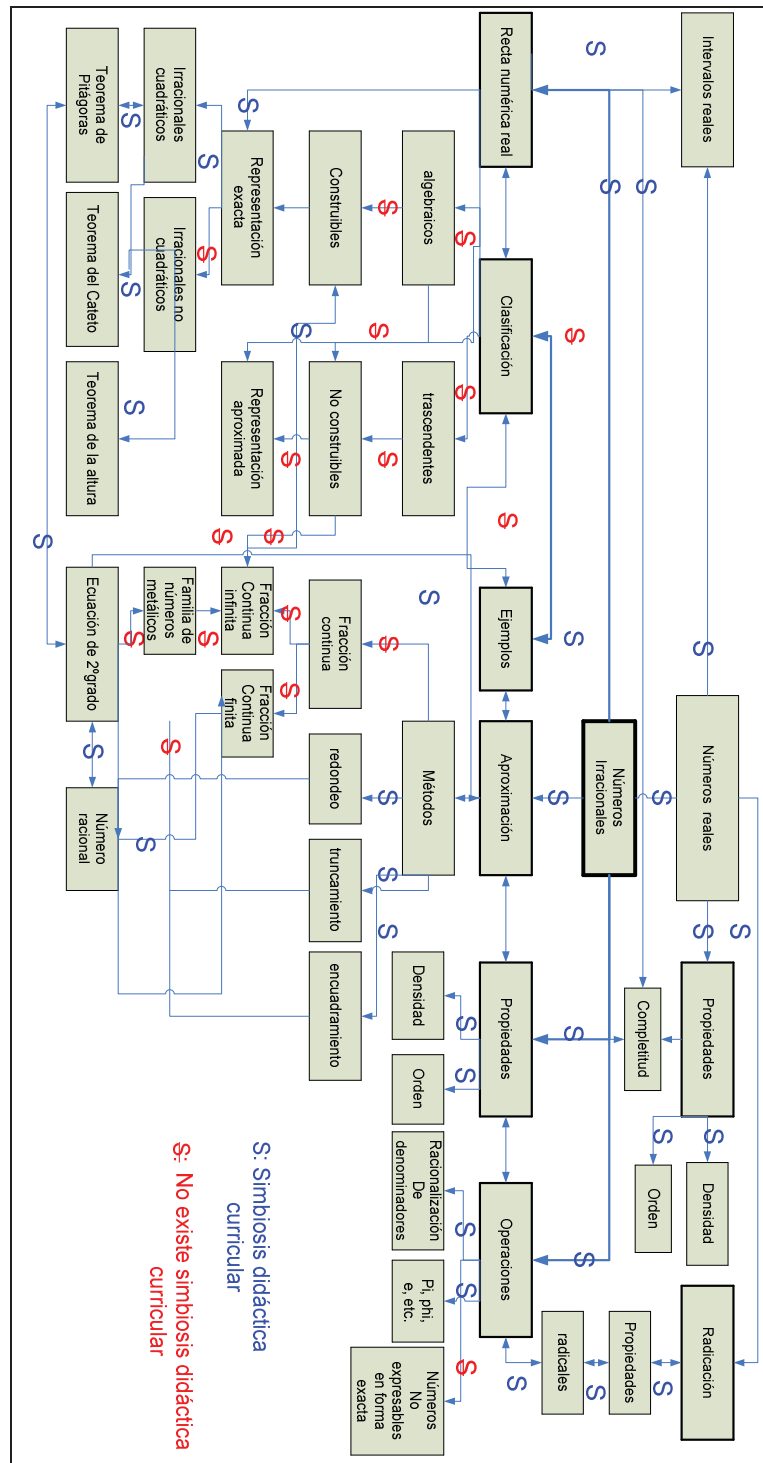 Números reales
S
S
S
S
S
Intervalos reales
Propiedades
S
S
Densidad
Orden
Completitud
Radicación
S
Propiedades
S
radicales
S
Números
Irracionales
S
S
S
S
S
S
Recta numérica real
Clasificación
S
S
Ejemplos
S
Aproximación
Propiedades
Operaciones
S
S
S
S
S
algebraicos
trascendentes
S
Métodos
S
S
S
S
Densidad
Orden
Racionalización
De
denominadores
Pi, phi,
e, etc.
Números
No
expresables
en forma
exacta
S
S
S
S
S
S
S
Construibles
No construibles
Fracción
continua
redondeo
truncamiento
encuadramiento
S
S
S
S
S
S
Representación
exacta
Representación
aproximada
Fracción
Continua
infinita
Fracción
Continua
finita
S
S
S
Irracionales
cuadráticos
Irracionales no
cuadráticos
Familia de
números
metálicos
S
S
S
S
S
S
S
Teorema de
Pitágoras
Teorema del Cateto
Teorema de la altura
Ecuación de 2ºgrado
Número
racional
S
S
S: Simbiosis didáctica
curricular
S: No existe simbiosis didáctica
curricular